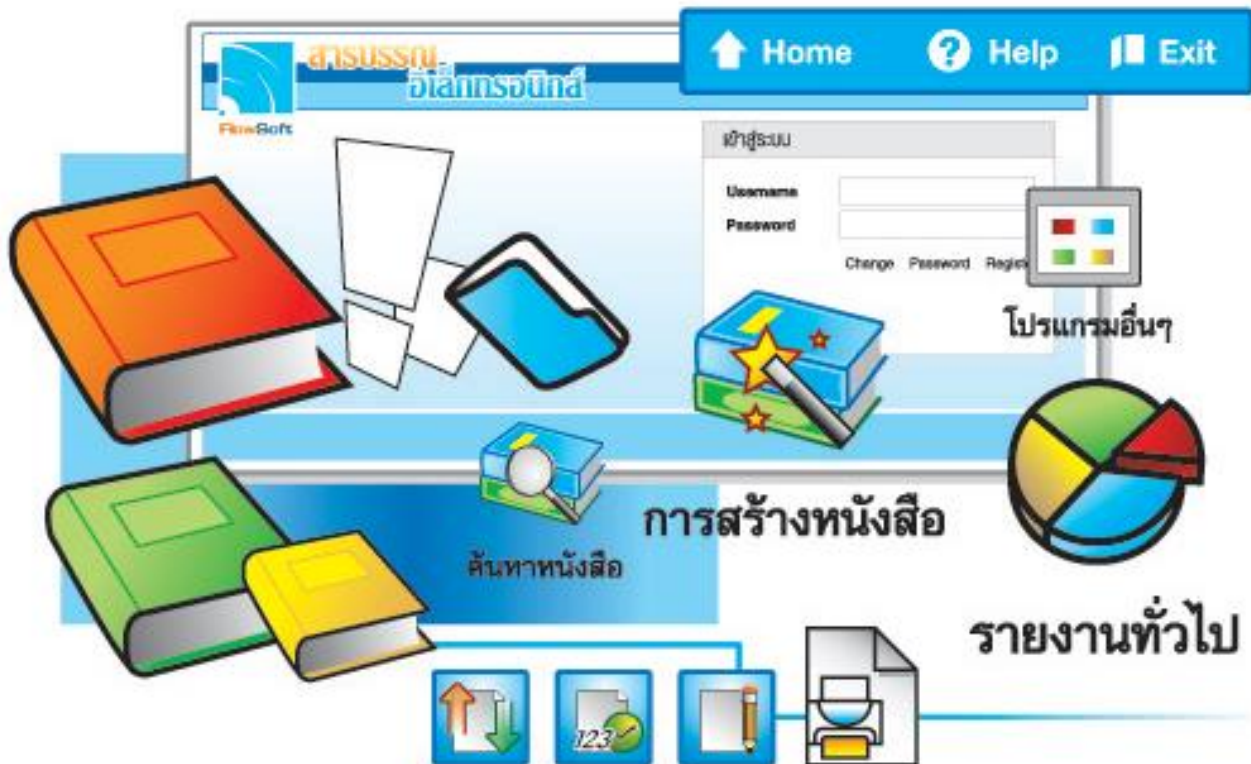 Home Help Exit
สารบรรณ
อิเล็กทรอนิกส์
FlowSoft
เข้าสู่ระบบ
Username
Password
Change Password Registe
โปรแกรมอื่นๆ
การสร้างหนังสือ
ค้นหาหนังสือ
รายงานทั่วไป
123